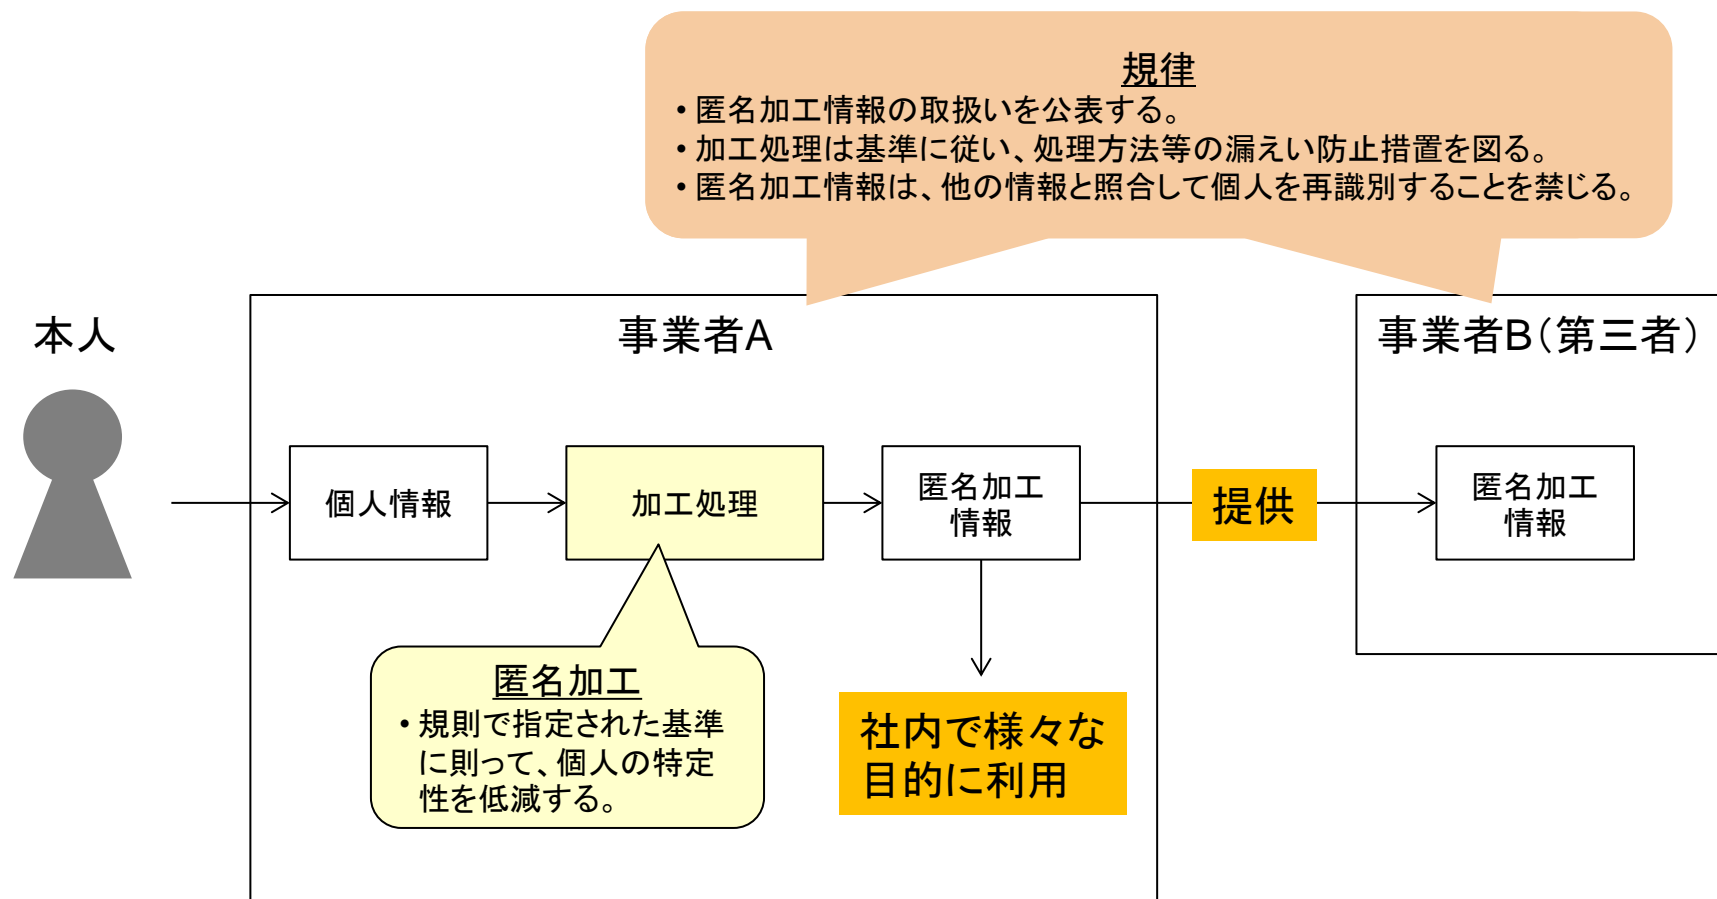 規律
・匿名加工情報の取扱いを公表する。
・加工処理は基準に従い、処理方法等の漏えい防止措置を図る。
・匿名加工情報は、他の情報と照合して個人を再識別することを禁じる。
本人
事業者A
事業者B（第三者）
個人情報
加工処理
匿名加工
情報
提供
匿名加工
情報
匿名加工
・規則で指定された基準
に則って、個人の特定
性を低減する。
社内で様々な
目的に利用